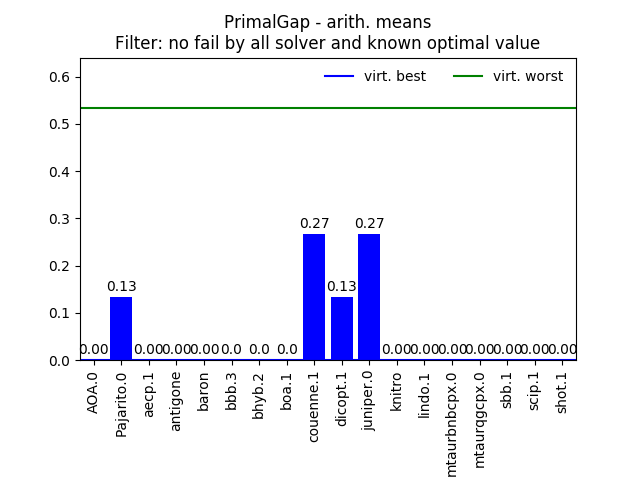 PrimalGap - arith. means
Filter: no fail by all solver and known optimal value
virt. best virt. worst
0.6
0.5
0.4
0.3
0.2
0.1
0.0
0.00 0.13 0.00 0.00 0.00 0.0 0.0 0.0 0.27 0.13 0.27 0.00 0.00 0.00 0.00 0.00 0.00 0.00
AOA.0
Pajarito.0
aecp.1
antigone
baron
bbb.3
bhyb.2
boa.1
couenne.1
dicopt.1
juniper.0
knitro
lindo.1
mtaurbnbcpx.0
mtaurqgcpx.0
sbb.1
scip.1
shot.1